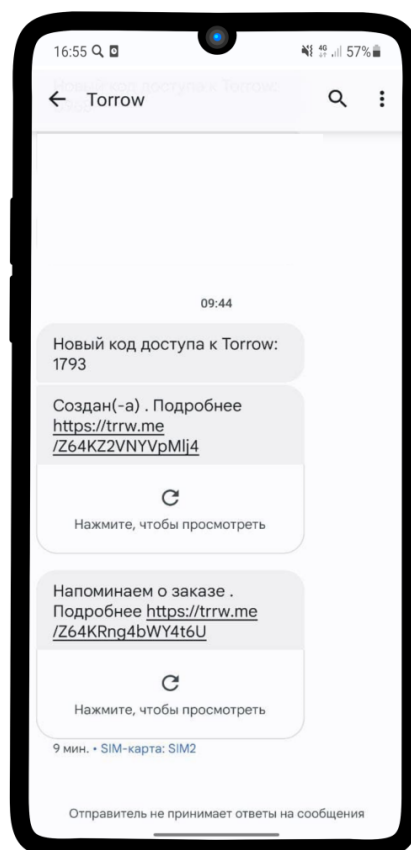 16:55
4G 57%
Torrow
09:44
Новый код доступа к Torrow:
1793
Создан(-а) . Подробнее
https://trrw.me
/Z64KZ2VNYVpMlj4
Нажмите, чтобы просмотреть
Напоминаем о заказе .
Подробнее https://trrw.me
/Z64KRng4bWY4t6U
Нажмите, чтобы просмотреть
9 мин. • SIM-карта: SIM2
Отправитель не принимает ответы на сообщения